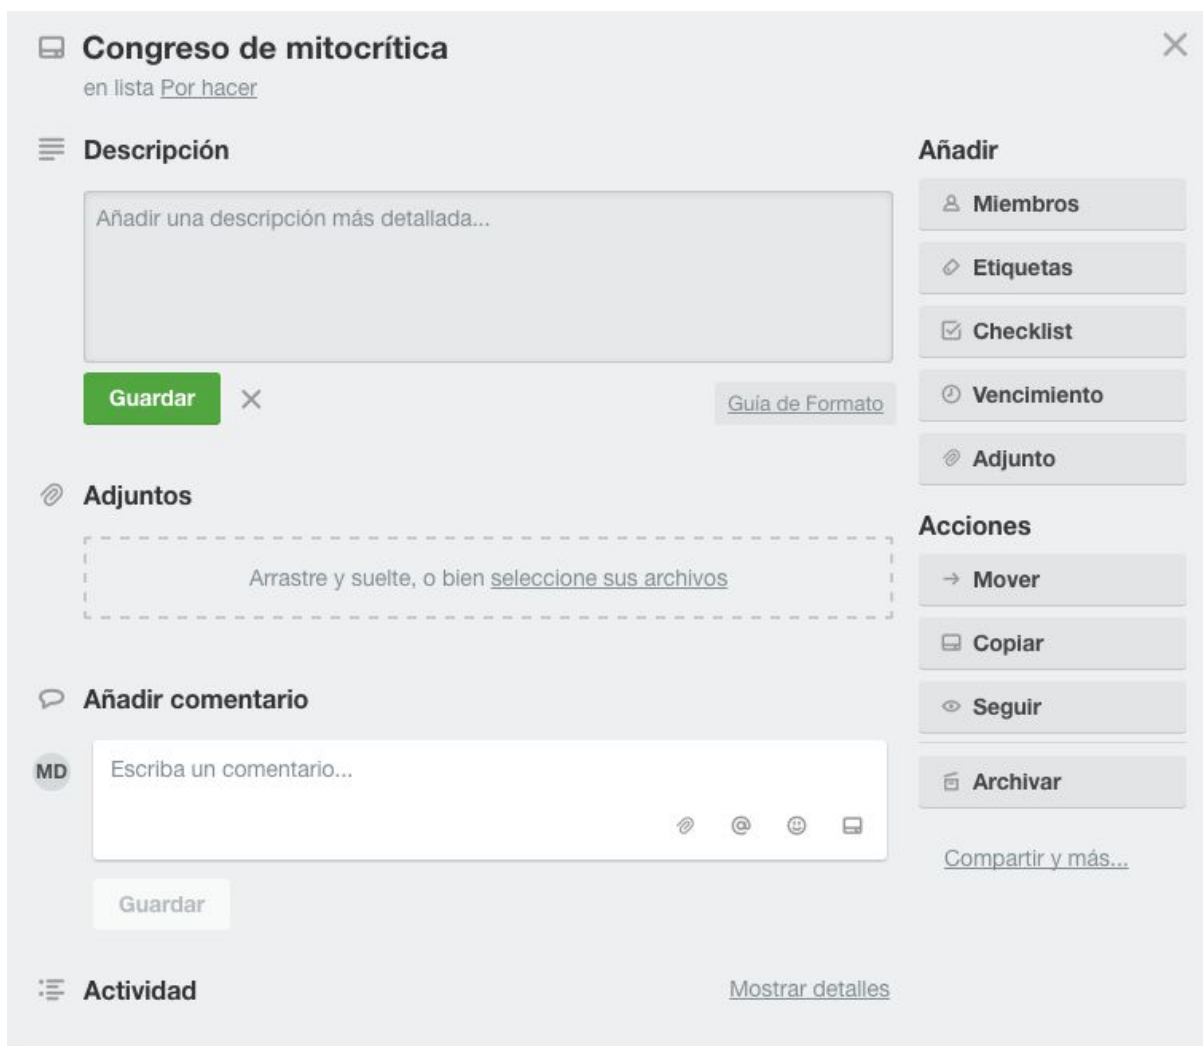 Congreso de mitocrítica
en lista Por hacer
Descripción
Añadir una descripción más detallada...
Guardar
Guía de Formato
Adjuntos
Arrastre y suelte, o bien seleccione sus archivos
Añadir comentario
MD
Escriba un comentario...
@
Guardar
Actividad
Mostrar detalles
Añadir
Miembros
Etiquetas
Checklist
Vencimiento
Adjunto
Acciones
Mover
Copiar
Seguir
Archivar
Compartir y más...